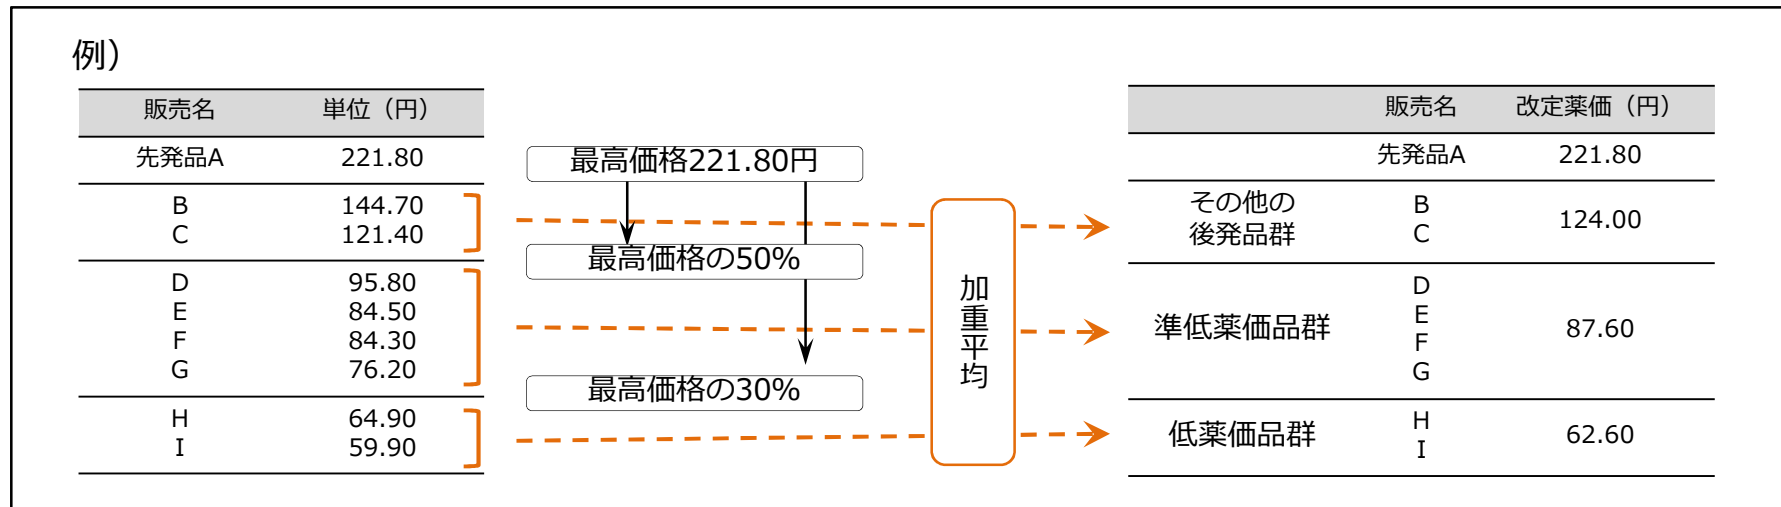 例）
販売名 単位（円）
先発品A 221.80
B 144.70
C 121.40
D 95.80
E 84.50
F 84.30
G 76.20
H 64.90
I 59.90
最高価格221.80円
最高価格の50%
最高価格の30%
加重平均
販売名 改定薬価（円）
先発品A 221.80
その他の
後発品群
B
C
124.00
準低薬価品群
D
E
F
G
87.60
低薬価品群
H
I
62.60